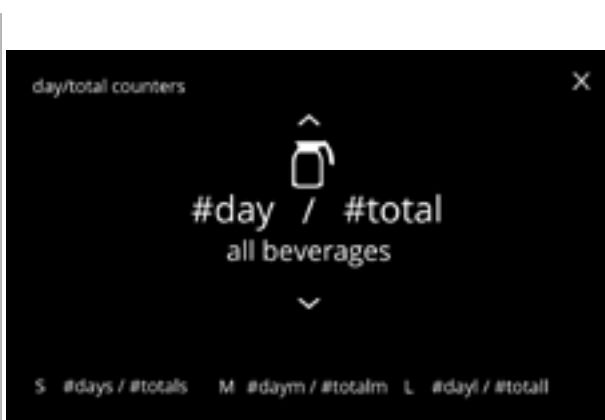 day/total counters
#day / #total
all beverages
S #days / #totals M #daym / #totalm L #dayl / #totall